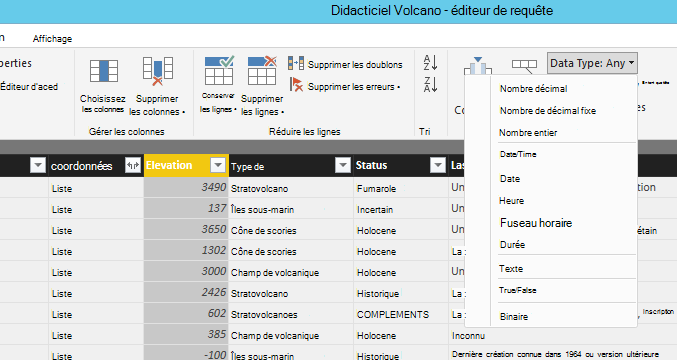 Didacticiel Volcano - éditeur de requête
n Affichage
perties
Éditeur d'aced
Choisissez les colonnes
Supprimer les colonnes •
Gérer les colonnes
Conserver les lignes •
Supprimer les lignes •
Supprimer les doublons
Supprimer les erreurs •
Réduire les lignes
A Z
Z A
Tri
Co
Data Type: Any
Nombre décimal
Nombre de décimal fixe
Nombre entier
Date/Time
Date
Heure
Fuseau horaire
Durée
Texte
True/False
Binaire
coordonnées Elevation Type de Status Las
Liste 3490 Stratovolcano Fumarole Un
Liste 137 Îles sous-marin Incertain Un
Liste 3650 Cône de scories Holocene Un étain
Liste 1302 Cône de scories Holocene La
Liste 3000 Champ de volcanique Holocene Un
Liste 2426 Stratovolcano Historique La
Liste 602 Stratovolcanoes COMPLEMENTS La , Inscription
Liste 385 Champ de volcanique Holocene Inconnu
Liste -100 Îles sous-marin Historique Dernière création connue dans 1964 ou version ultérieure